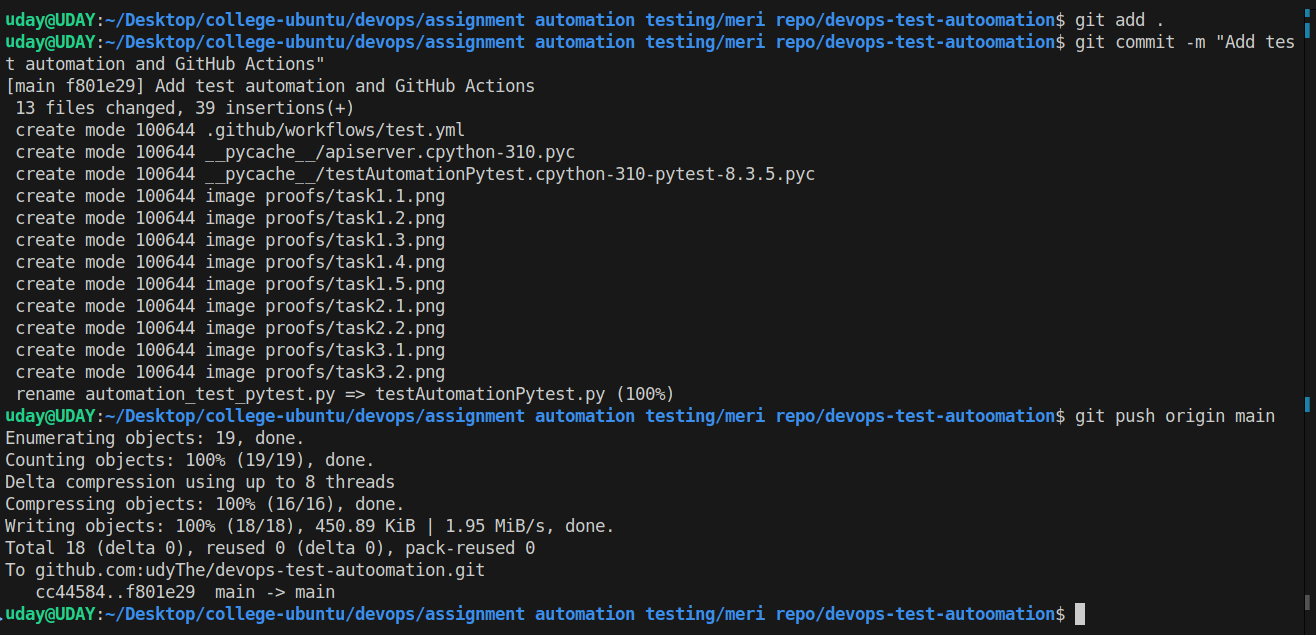 uday@UDAY:~/Desktop/college-ubuntu/devops/assignment automation testing/meri repo/devops-test-autoomation$ git add .
uday@UDAY:~/Desktop/college-ubuntu/devops/assignment automation testing/meri repo/devops-test-autoomation$ git commit -m "Add tes
t automation and GitHub Actions"
[main f801e29] Add test automation and GitHub Actions
 13 files changed, 39 insertions(+)
 create mode 100644 .github/workflows/test.yml
 create mode 100644 __pycache__/apiserver.cpython-310.pyc
 create mode 100644 __pycache__/testAutomationPytest.cpython-310-pytest-8.3.5.pyc
 create mode 100644 image proofs/task1.1.png
 create mode 100644 image proofs/task1.2.png
 create mode 100644 image proofs/task1.3.png
 create mode 100644 image proofs/task1.4.png
 create mode 100644 image proofs/task1.5.png
 create mode 100644 image proofs/task2.1.png
 create mode 100644 image proofs/task2.2.png
 create mode 100644 image proofs/task3.1.png
 create mode 100644 image proofs/task3.2.png
 rename automation_test_pytest.py => testAutomationPytest.py (100%)
uday@UDAY:~/Desktop/college-ubuntu/devops/assignment automation testing/meri repo/devops-test-autoomation$ git push origin main
Enumerating objects: 19, done.
Counting objects: 100% (19/19), done.
Delta compression using up to 8 threads
Compressing objects: 100% (16/16), done.
Writing objects: 100% (18/18), 450.89 KiB | 1.95 MiB/s, done.
Total 18 (delta 0), reused 0 (delta 0), pack-reused 0
To github.com:udyThe/devops-test-autoomation.git
   cc44584..f801e29  main -> main
uday@UDAY:~/Desktop/college-ubuntu/devops/assignment automation testing/meri repo/devops-test-autoomation$